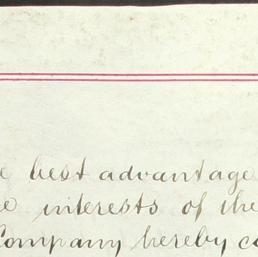 best advantage
interests of the
Company hereby